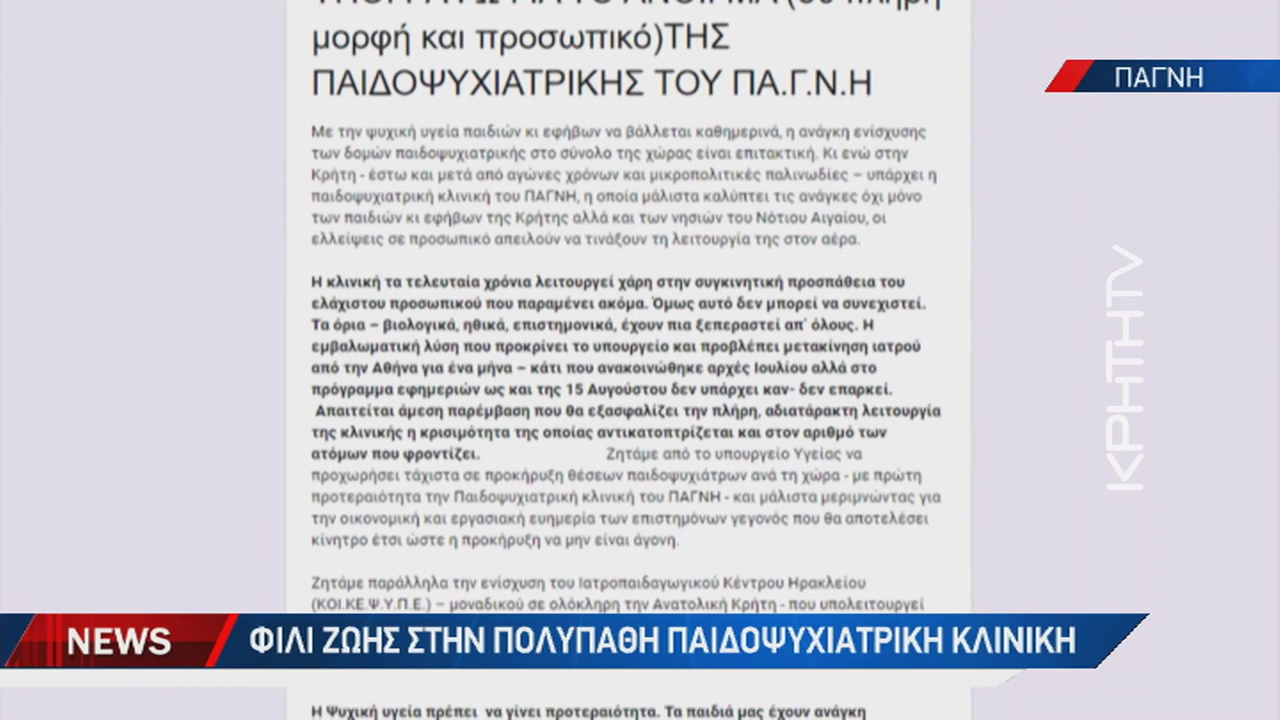 μορφή και προσωπικό)ΤΗΣ
ΠΑΙΔΟΨΥΧΙΑΤΡΙΚΗΣ ΤΟΥ ΠΑ.Γ.Ν.Η
ΠΑΓΝΗ
Με την ψυχική υγεία παιδιών κι εφήβων να βάλλεται καθημερινά, η ανάγκη ενίσχυσης
των δομών παιδοψυχιατρικής στο σύνολο της χώρας είναι επιτακτική. Κι ενώ στην
Κρήτη - έστω και μετά από αγώνες χρόνων και μικροπολιτικές παλινωδίες – υπάρχει η
παιδοψυχιατρική κλινική του ΠΑΓΝΗ, η οποία μάλιστα καλύπτει τις ανάγκες όχι μόνο
των παιδιών κι εφήβων της Κρήτης αλλά και των νησιών του Νότιου Αιγαίου, οι
ελλείψεις σε προσωπικό απειλούν να τινάξουν τη λειτουργία της στον αέρα.
Η κλινική τα τελευταία χρόνια λειτουργεί χάρη στην συγκινητική προσπάθεια του
ελάχιστου προσωπικού που παραμένει ακόμα. Όμως αυτό δεν μπορεί να συνεχιστεί.
Τα όρια – βιολογικά, ηθικά, επιστημονικά, έχουν πια ξεπεραστεί απ΄ όλους. Η
εμβαλωματική λύση που προκρίνει το υπουργείο και προβλέπει μετακίνηση ιατρού
από την Αθήνα για ένα μήνα – κάτι που ανακοινώθηκε αρχές Ιουλίου αλλά στο
πρόγραμμα εφημεριών ως και της 15 Αυγούστου δεν υπάρχει καν- δεν επαρκεί.
Απαιτείται άμεση παρέμβαση που θα εξασφαλίζει την πλήρη, αδιατάρακτη λειτουργία
της κλινικής η κρισιμότητα της οποίας αντικατοπτρίζεται και στον αριθμό των
ατόμων που φροντίζει. Ζητάμε από το υπουργείο Υγείας να
προχωρήσει τάχιστα σε προκήρυξη θέσεων παιδοψυχιάτρων ανά τη χώρα - με πρώτη
προτεραιότητα την Παιδοψυχιατρική κλινική του ΠΑΓΝΗ - και μάλιστα μεριμνώντας για
την οικονομική και εργασιακή ευημερία των επιστημόνων γεγονός που θα αποτελέσει
κίνητρο έτσι ώστε η προκήρυξη να μην είναι άγονη.
Ζητάμε παράλληλα την ενίσχυση του Ιατροπαιδαγωγικού Κέντρου Ηρακλείου
(ΚΟΙ.ΚΕ.Ψ.Υ.Π.Ε.) – μοναδικού σε ολόκληρη την Ανατολική Κρήτη - που υπολειτουργεί
ΚΡΗΤΗTV
NEWS
ΦΙΛΙ ΖΩΗΣ ΣΤΗΝ ΠΟΛΥΠΑΘΗ ΠΑΙΔΟΨΥΧΙΑΤΡΙΚΗ ΚΛΙΝΙΚΗ
Η Ψυχική υγεία πρέπει να γίνει προτεραιότητα. Τα παιδιά μας έχουν ανάγκη